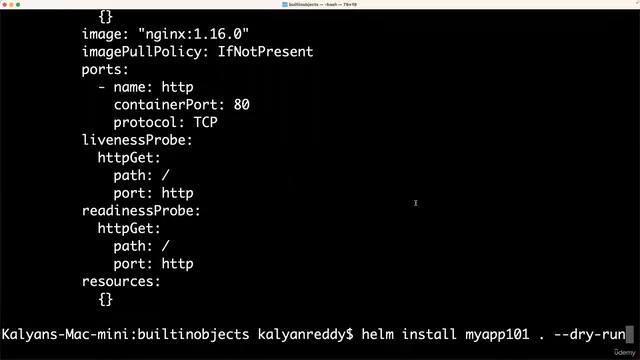 builtinobjects — -bash — 79×19
{}
image: "nginx:1.16.0"
imagePullPolicy: IfNotPresent
ports:
- name: http
containerPort: 80
protocol: TCP
livenessProbe:
httpGet:
path: /
port: http
readinessProbe:
httpGet:
path: /
port: http
resources:
{}
Kalyans-Mac-mini:builtinobjects kalyanreddy$ helm install myapp101 . --dry-run
udemy